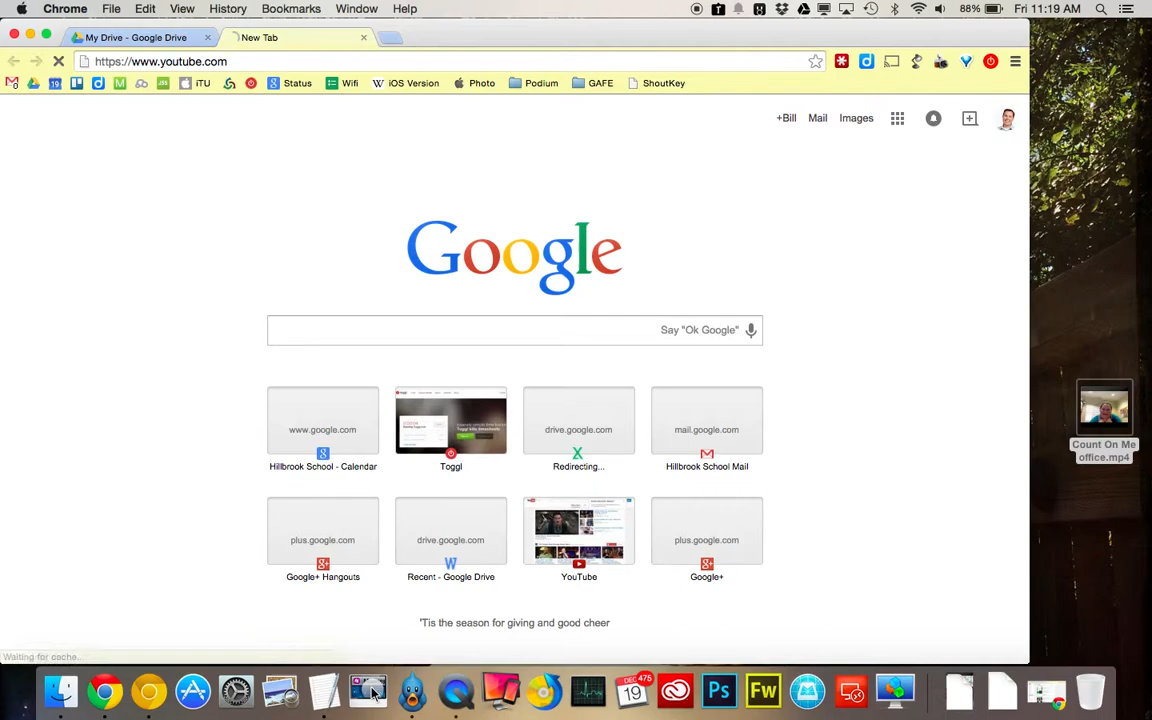 Chrome File Edit View History Bookmarks Window Help 88% Fri 11:19 AM
My Drive - Google Drive New Tab
https://www.youtube.com
iTU Status Wifi iOS Version Photo Podium GAFE ShoutKey
+Bill Mail Images
Google
Say "Ok Google"
www.google.com drive.google.com mail.google.com
Hillbrook School - Calendar Toggl Redirecting... Hillbrook School Mail
plus.google.com drive.google.com plus.google.com
Google+ Hangouts Recent - Google Drive YouTube Google+
'Tis the season for giving and good cheer
Waiting for cache...
Count On Me
office.mp4
DEC 475
19
Ps Fw